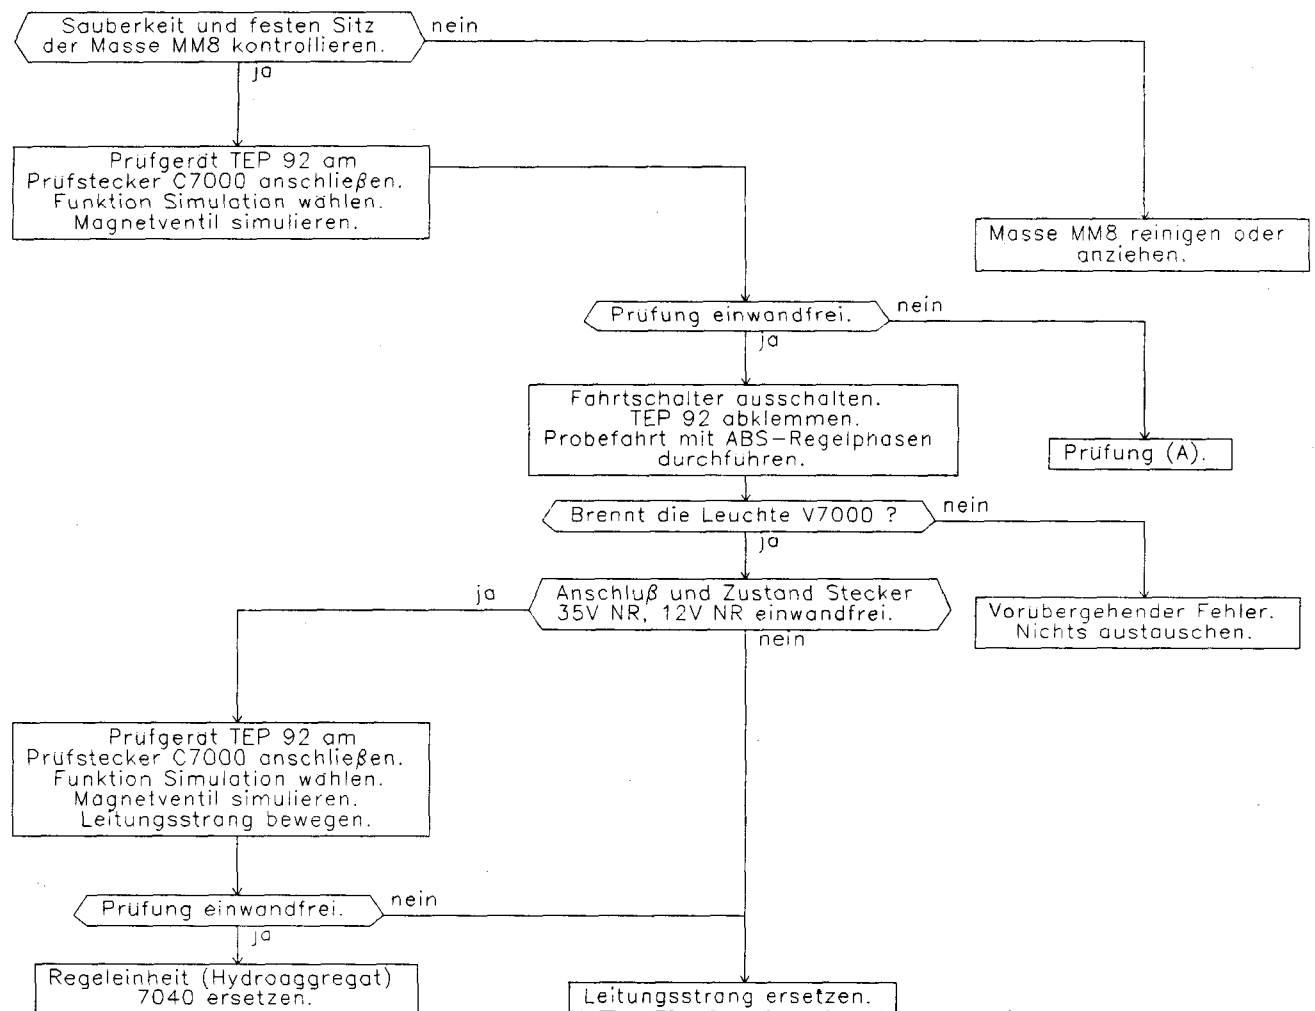 Sauberkeit und festen Sitz
der Masse MM8 kontrollieren.
nein
ja
Prüfgerät TEP 92 am
Prüfstecker C7000 anschließen.
Funktion Simulation wählen.
Magnetventil simulieren.
Masse MM8 reinigen oder
anziehen.
Prüfung einwandfrei.
nein
ja
Fahrtschalter ausschalten.
TEP 92 abklemmen.
Probefahrt mit ABS-Regelphasen
durchführen.
Prüfung (A).
Brennt die Leuchte V7000 ?
nein
ja
ja
Anschluß und Zustand Stecker
35V NR, 12V NR einwandfrei.
nein
Vorübergehender Fehler.
Nichts austauschen.
Prüfgerät TEP 92 am
Prüfstecker C7000 anschließen.
Funktion Simulation wählen.
Magnetventil simulieren.
Leitungsstrang bewegen.
Prüfung einwandfrei.
nein
ja
Regeleinheit (Hydroaggregat)
7040 ersetzen.
Leitungsstrang ersetzen.